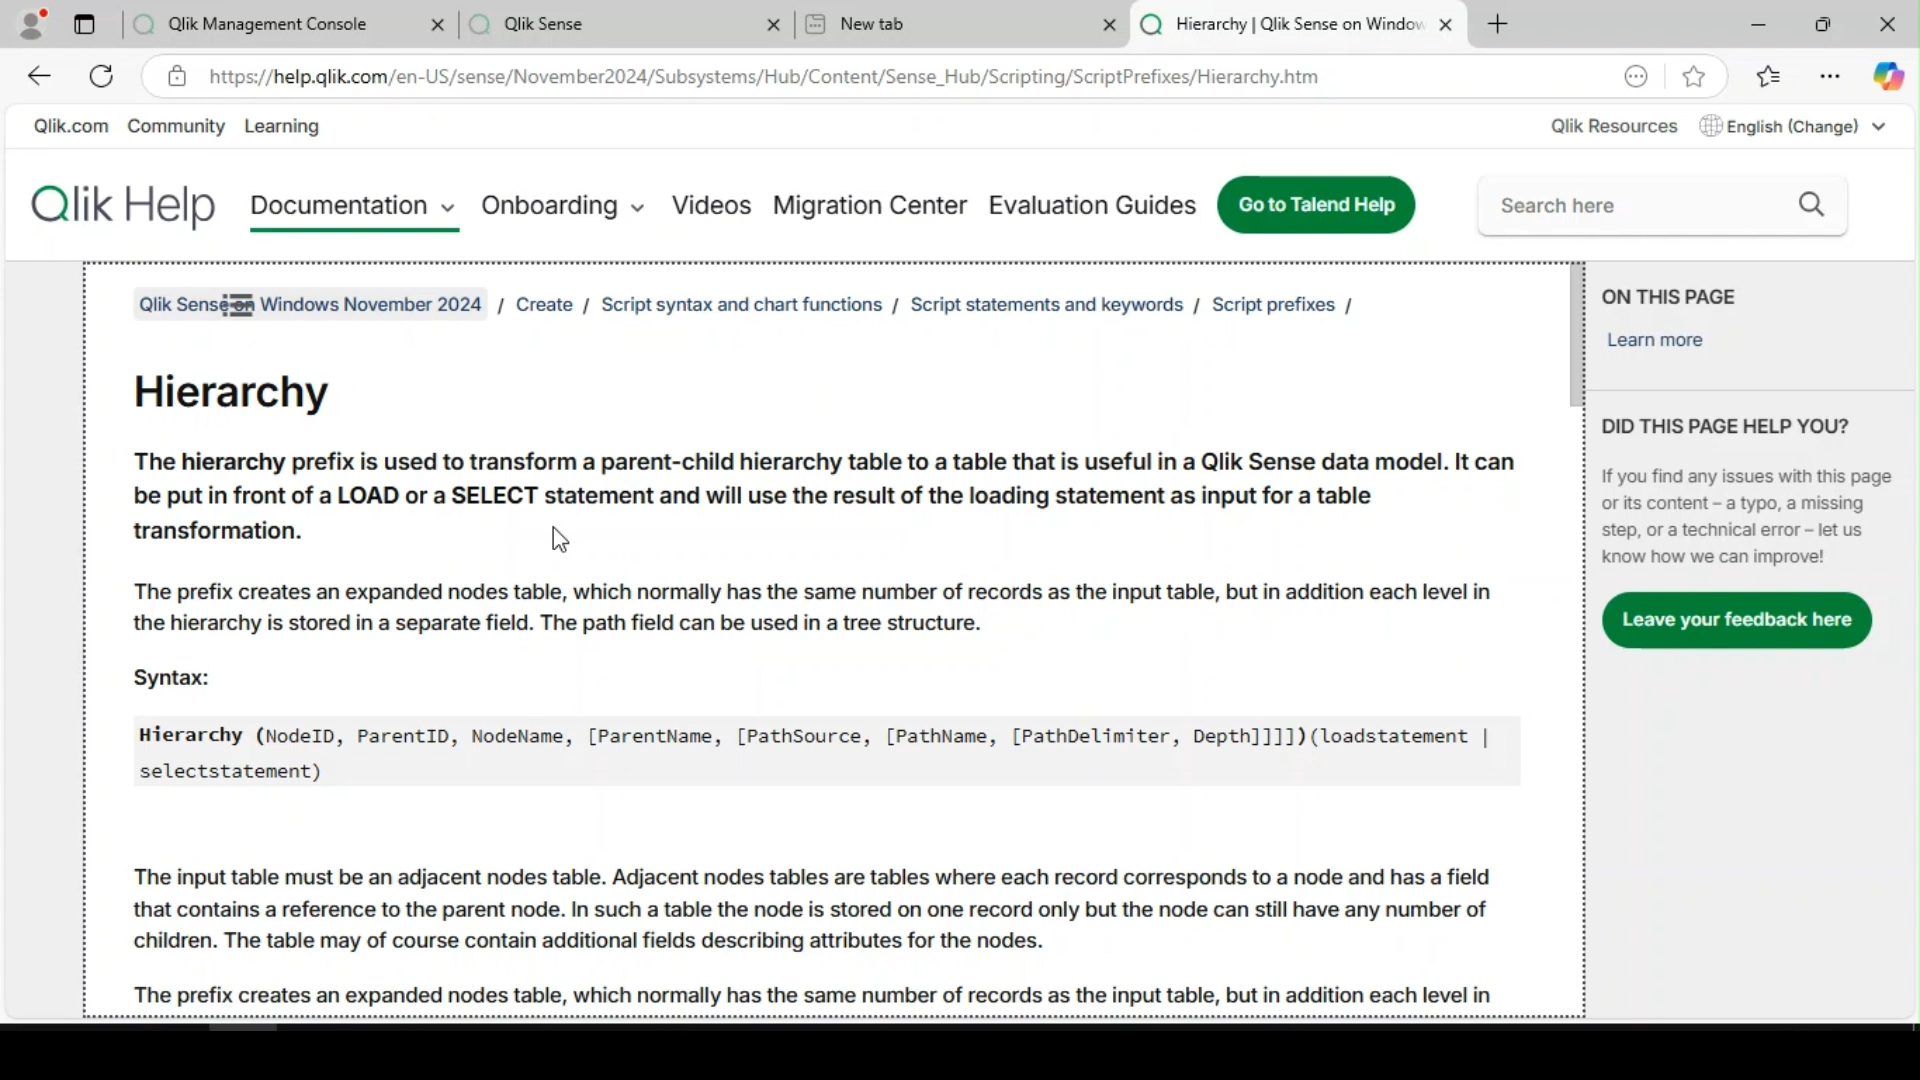 Qlik Management Console
Qlik Sense
New tab
Hierarchy | Qlik Sense on Window
https://help.qlik.com/en-US/sense/November2024/Subsystems/Hub/Content/Sense_Hub/Scripting/ScriptPrefixes/Hierarchy.htm
Qlik.com Community Learning
Qlik Resources English (Change)
Qlik Help Documentation Onboarding Videos Migration Center Evaluation Guides Go to Talend Help Search here
Qlik Sense on Windows November 2024 / Create / Script syntax and chart functions / Script statements and keywords / Script prefixes /
Hierarchy
The hierarchy prefix is used to transform a parent-child hierarchy table to a table that is useful in a Qlik Sense data model. It can
be put in front of a LOAD or a SELECT statement and will use the result of the loading statement as input for a table
transformation.
The prefix creates an expanded nodes table, which normally has the same number of records as the input table, but in addition each level in
the hierarchy is stored in a separate field. The path field can be used in a tree structure.
Syntax:
Hierarchy (NodeID, ParentID, NodeName, [ParentName, [PathSource, [PathName, [PathDelimiter, Depth]]]])(loadstatement |
selectstatement)
The input table must be an adjacent nodes table. Adjacent nodes tables are tables where each record corresponds to a node and has a field
that contains a reference to the parent node. In such a table the node is stored on one record only but the node can still have any number of
children. The table may of course contain additional fields describing attributes for the nodes.
The prefix creates an expanded nodes table, which normally has the same number of records as the input table, but in addition each level in
ON THIS PAGE
Learn more
DID THIS PAGE HELP YOU?
If you find any issues with this page
or its content – a typo, a missing
step, or a technical error – let us
know how we can improve!
Leave your feedback here